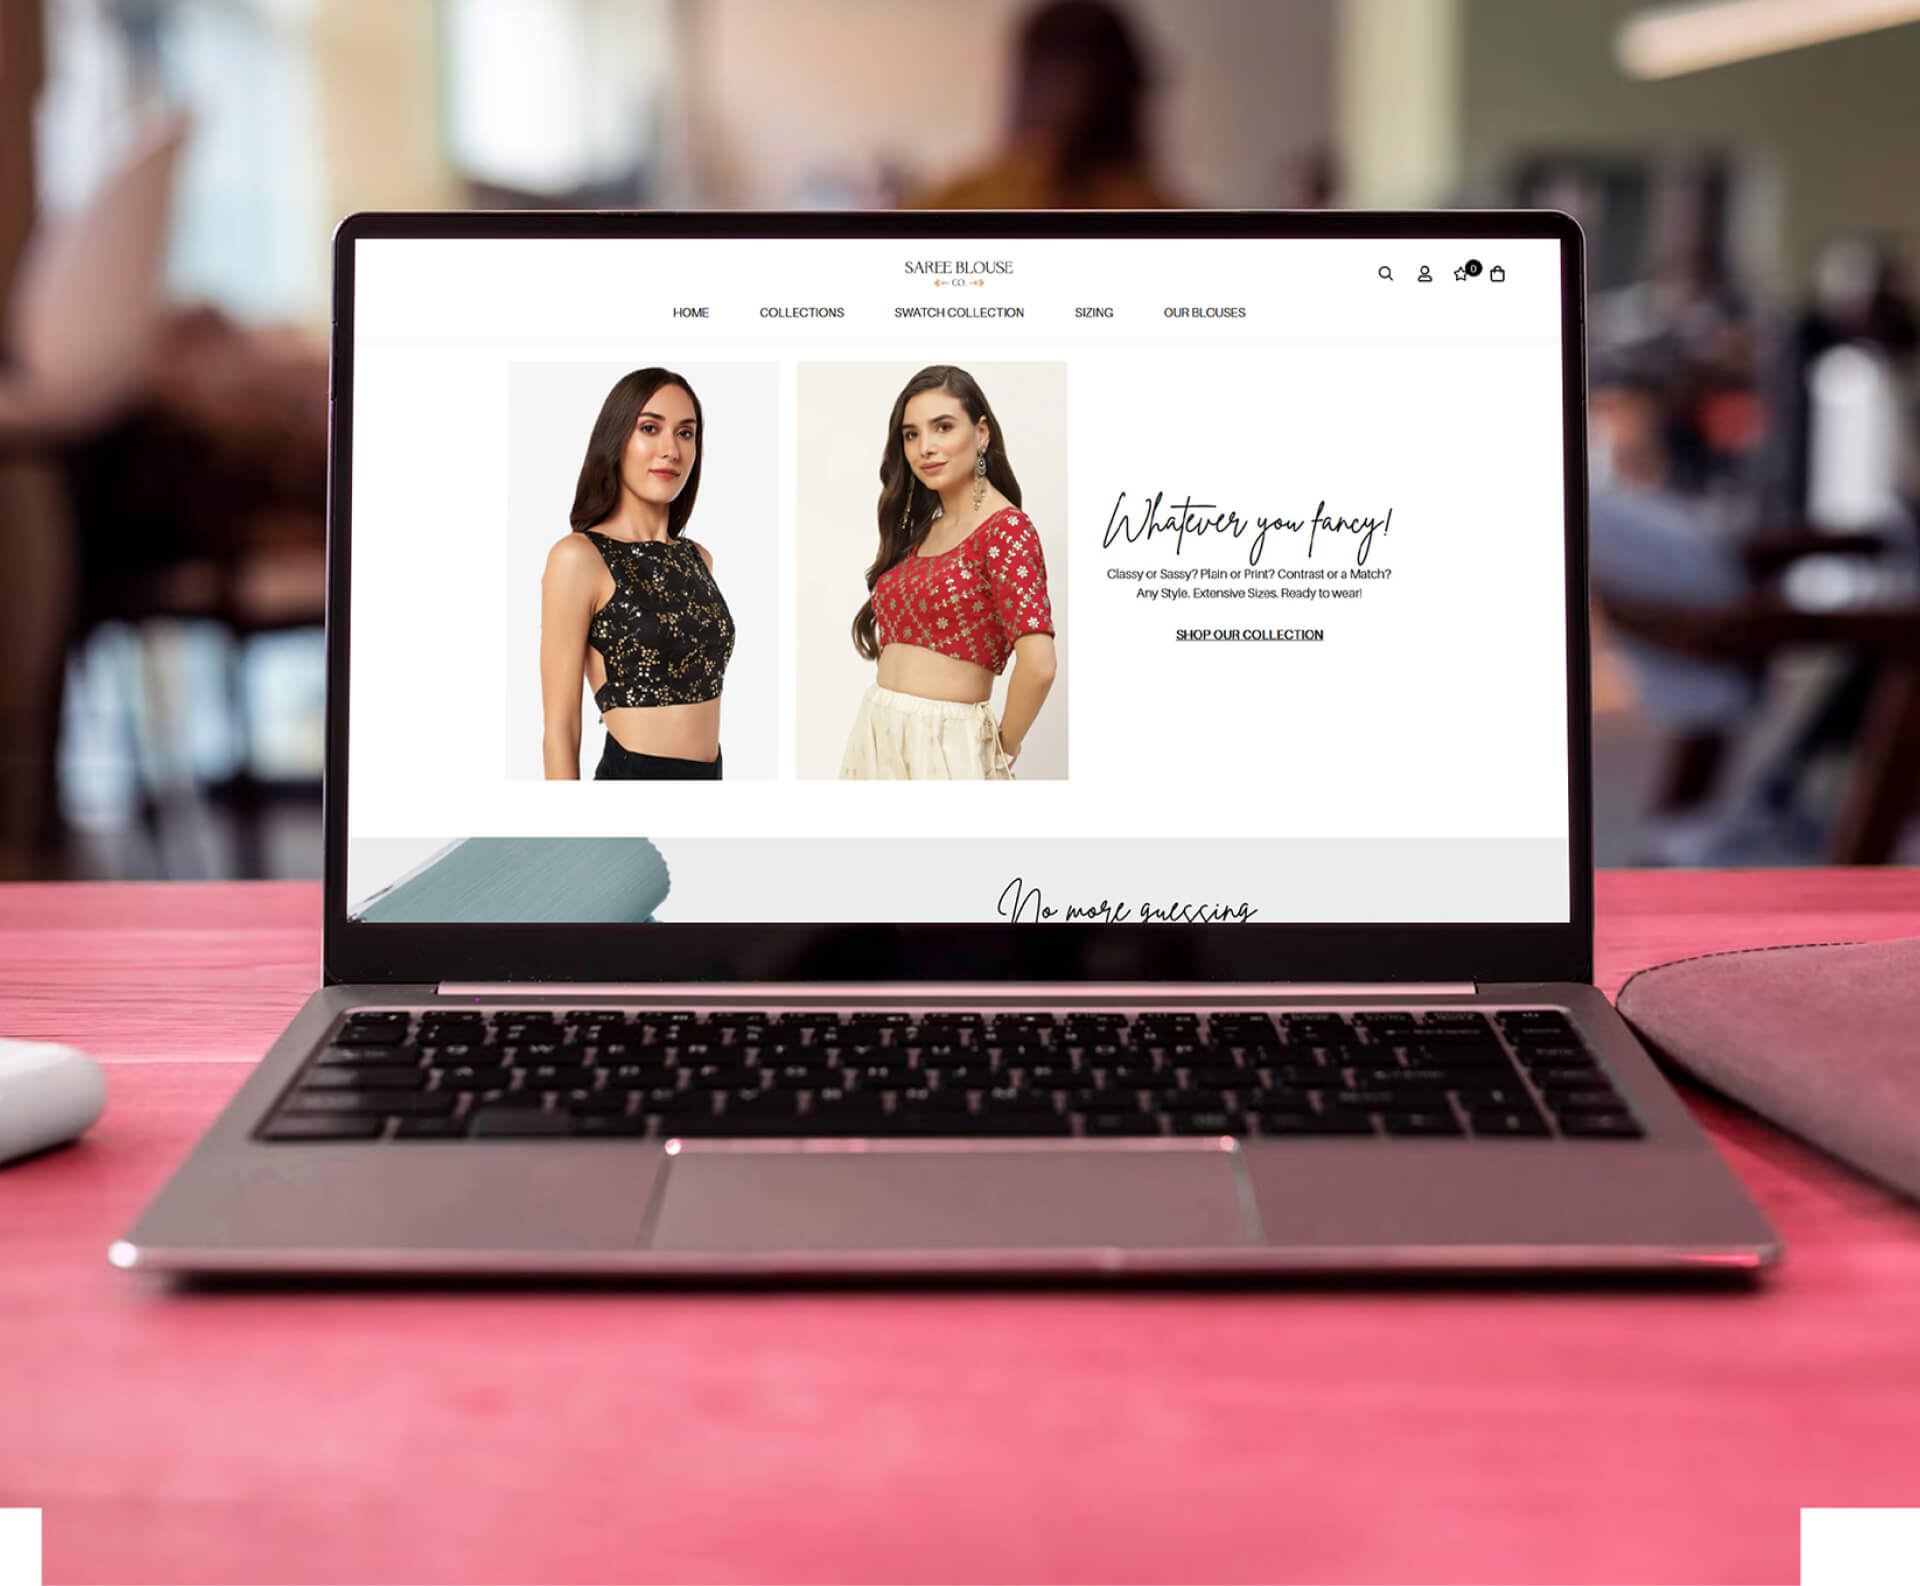 SAREE BLOUSE
CO.
0
HOME COLLECTIONS SWATCH COLLECTION SIZING OUR BLOUSES
Whatever you fancy!
Classy or Sassy? Plain or Print? Contrast or a Match?
Any Style. Extensive Sizes. Ready to wear!
SHOP OUR COLLECTION
No more guessing